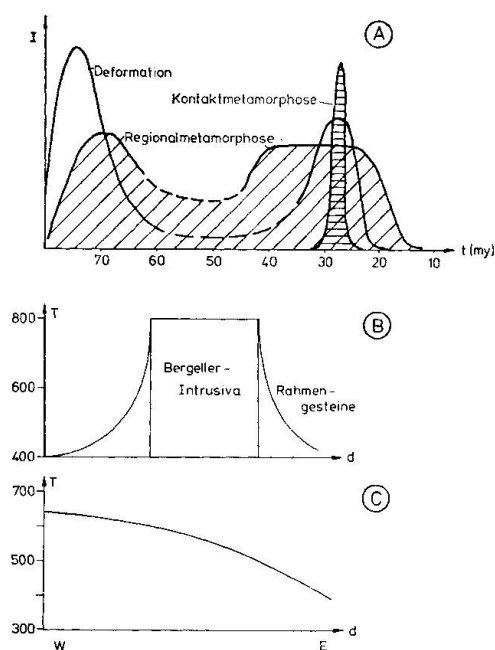 I
A
Deformation
Kontaktmetamorphose
Regionalmetamorphose
t (my)
70 60 50 40 30 20 10
T
B
800
Bergeller-
Intrusiva
Rahmen-
gesteine
600
400
d
T
C
700
500
300
W E d